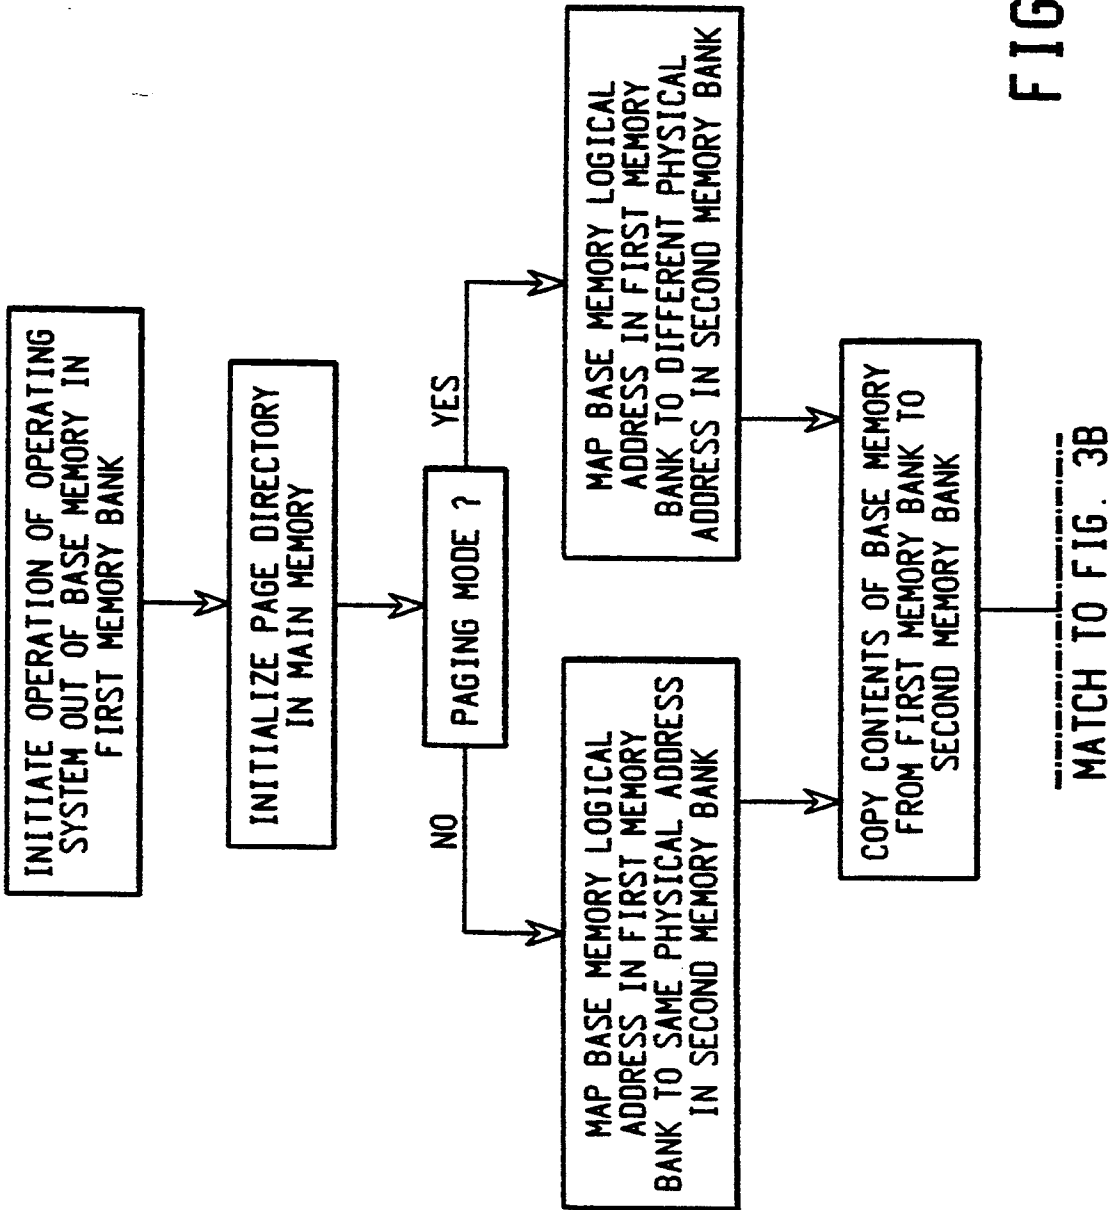 INITIATE OPERATION OF OPERATING
SYSTEM OUT OF BASE MEMORY IN
FIRST MEMORY BANK
INITIALIZE PAGE DIRECTORY
IN MAIN MEMORY
PAGING MODE ?
NO
YES
MAP BASE MEMORY LOGICAL
ADDRESS IN FIRST MEMORY
BANK TO SAME PHYSICAL ADDRESS
IN SECOND MEMORY BANK
MAP BASE MEMORY LOGICAL
ADDRESS IN FIRST MEMORY
BANK TO DIFFERENT PHYSICAL
ADDRESS IN SECOND MEMORY BANK
COPY CONTENTS OF BASE MEMORY
FROM FIRST MEMORY BANK TO
SECOND MEMORY BANK
MATCH TO FIG. 3B
FIG